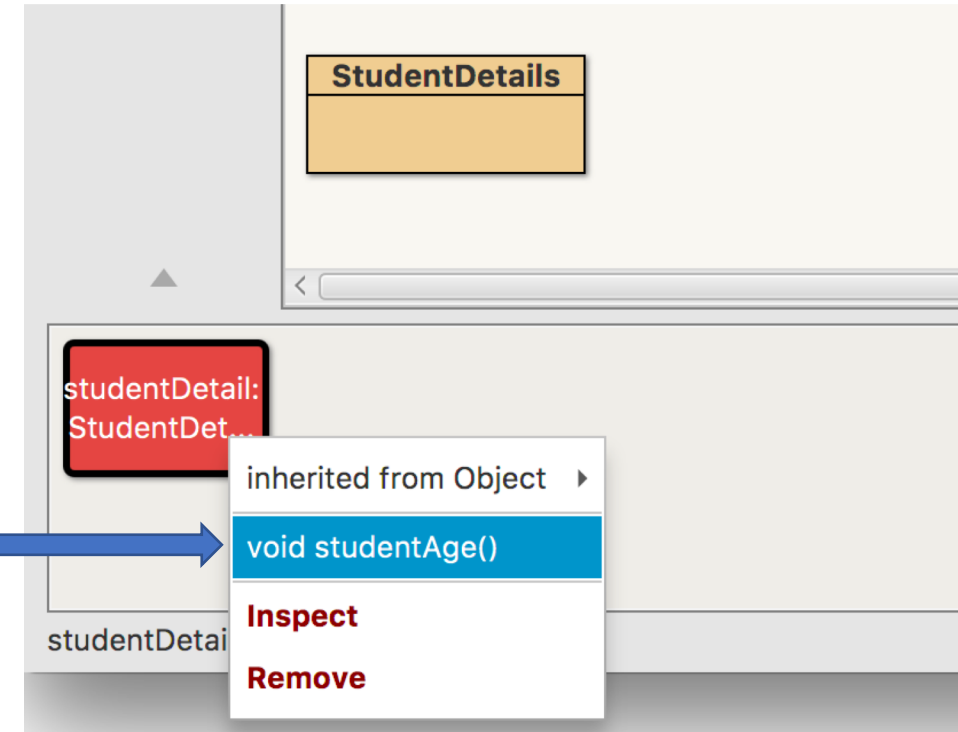 StudentDetails
studentDetail:
StudentDet...
inherited from Object
void studentAge()
Inspect
studentDetai
Remove